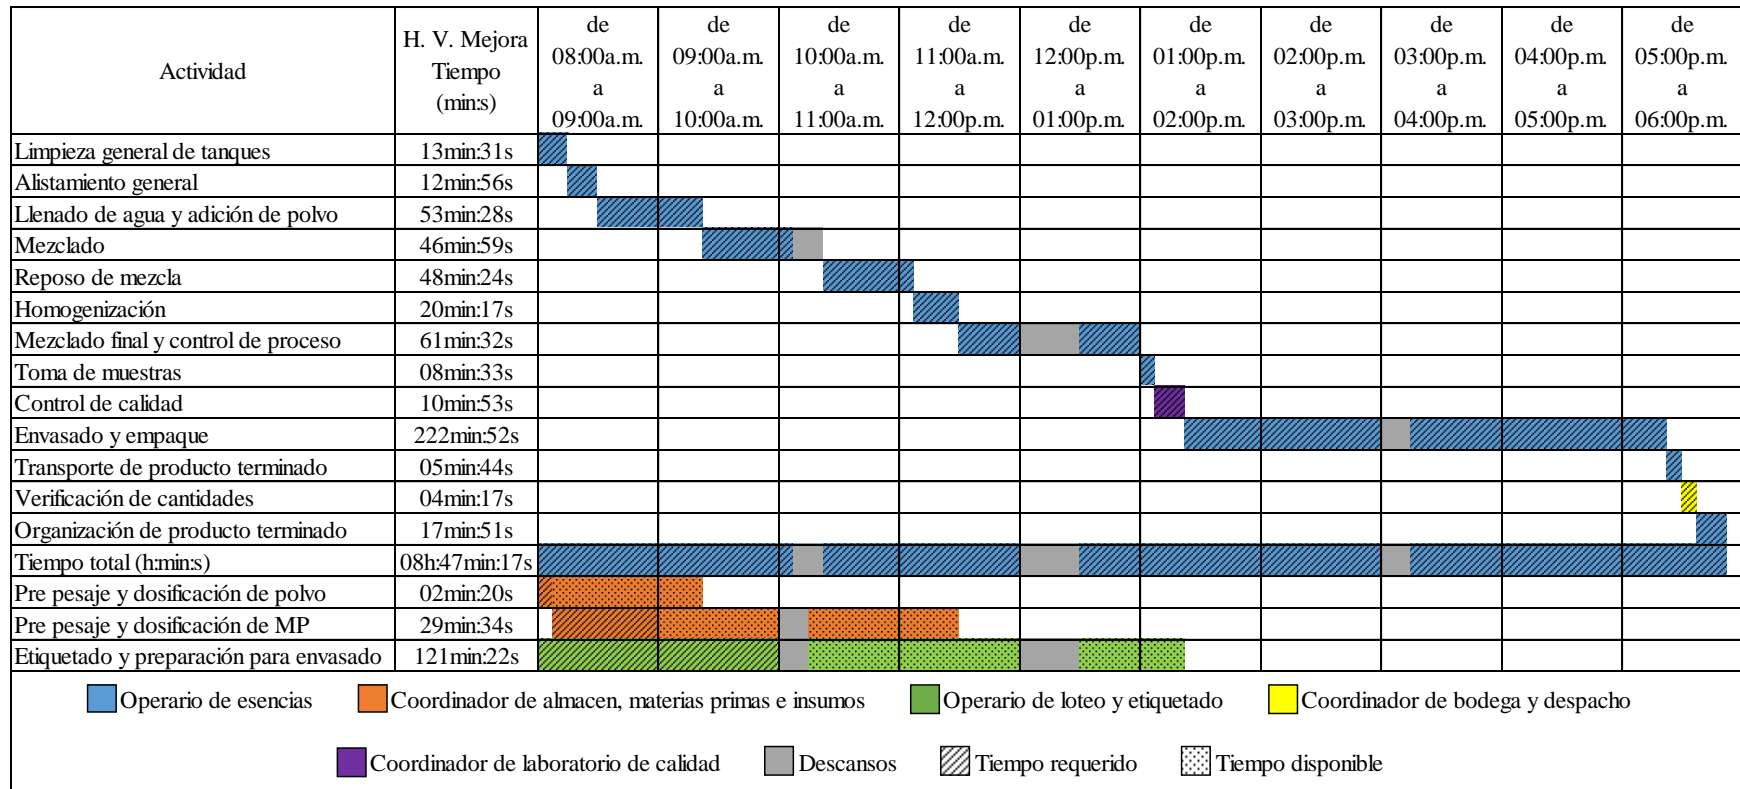 Actividad
H. V. Mejora
Tiempo
(min:s)
de
08:00a.m.
a
09:00a.m.
de
09:00a.m.
a
10:00a.m.
de
10:00a.m.
a
11:00a.m.
de
11:00a.m.
a
12:00p.m.
de
12:00p.m.
a
01:00p.m.
de
01:00p.m.
a
02:00p.m.
de
02:00p.m.
a
03:00p.m.
de
03:00p.m.
a
04:00p.m.
de
04:00p.m.
a
05:00p.m.
de
05:00p.m.
a
06:00p.m.
Limpieza general de tanques 13min:31s
Alistamiento general 12min:56s
Llenado de agua y adición de polvo 53min:28s
Mezclado 46min:59s
Reposo de mezcla 48min:24s
Homogenización 20min:17s
Mezclado final y control de proceso 61min:32s
Toma de muestras 08min:33s
Control de calidad 10min:53s
Envasado y empaque 222min:52s
Transporte de producto terminado 05min:44s
Verificación de cantidades 04min:17s
Organización de producto terminado 17min:51s
Tiempo total (h:min:s) 08h:47min:17s
Pre pesaje y dosificación de polvo 02min:20s
Pre pesaje y dosificación de MP 29min:34s
Etiquetado y preparación para envasado 121min:22s
Operario de esencias Coordinador de almacen, materias primas e insumos Operario de loteo y etiquetado Coordinador de bodega y despacho
Coordinador de laboratorio de calidad Descansos Tiempo requerido Tiempo disponible